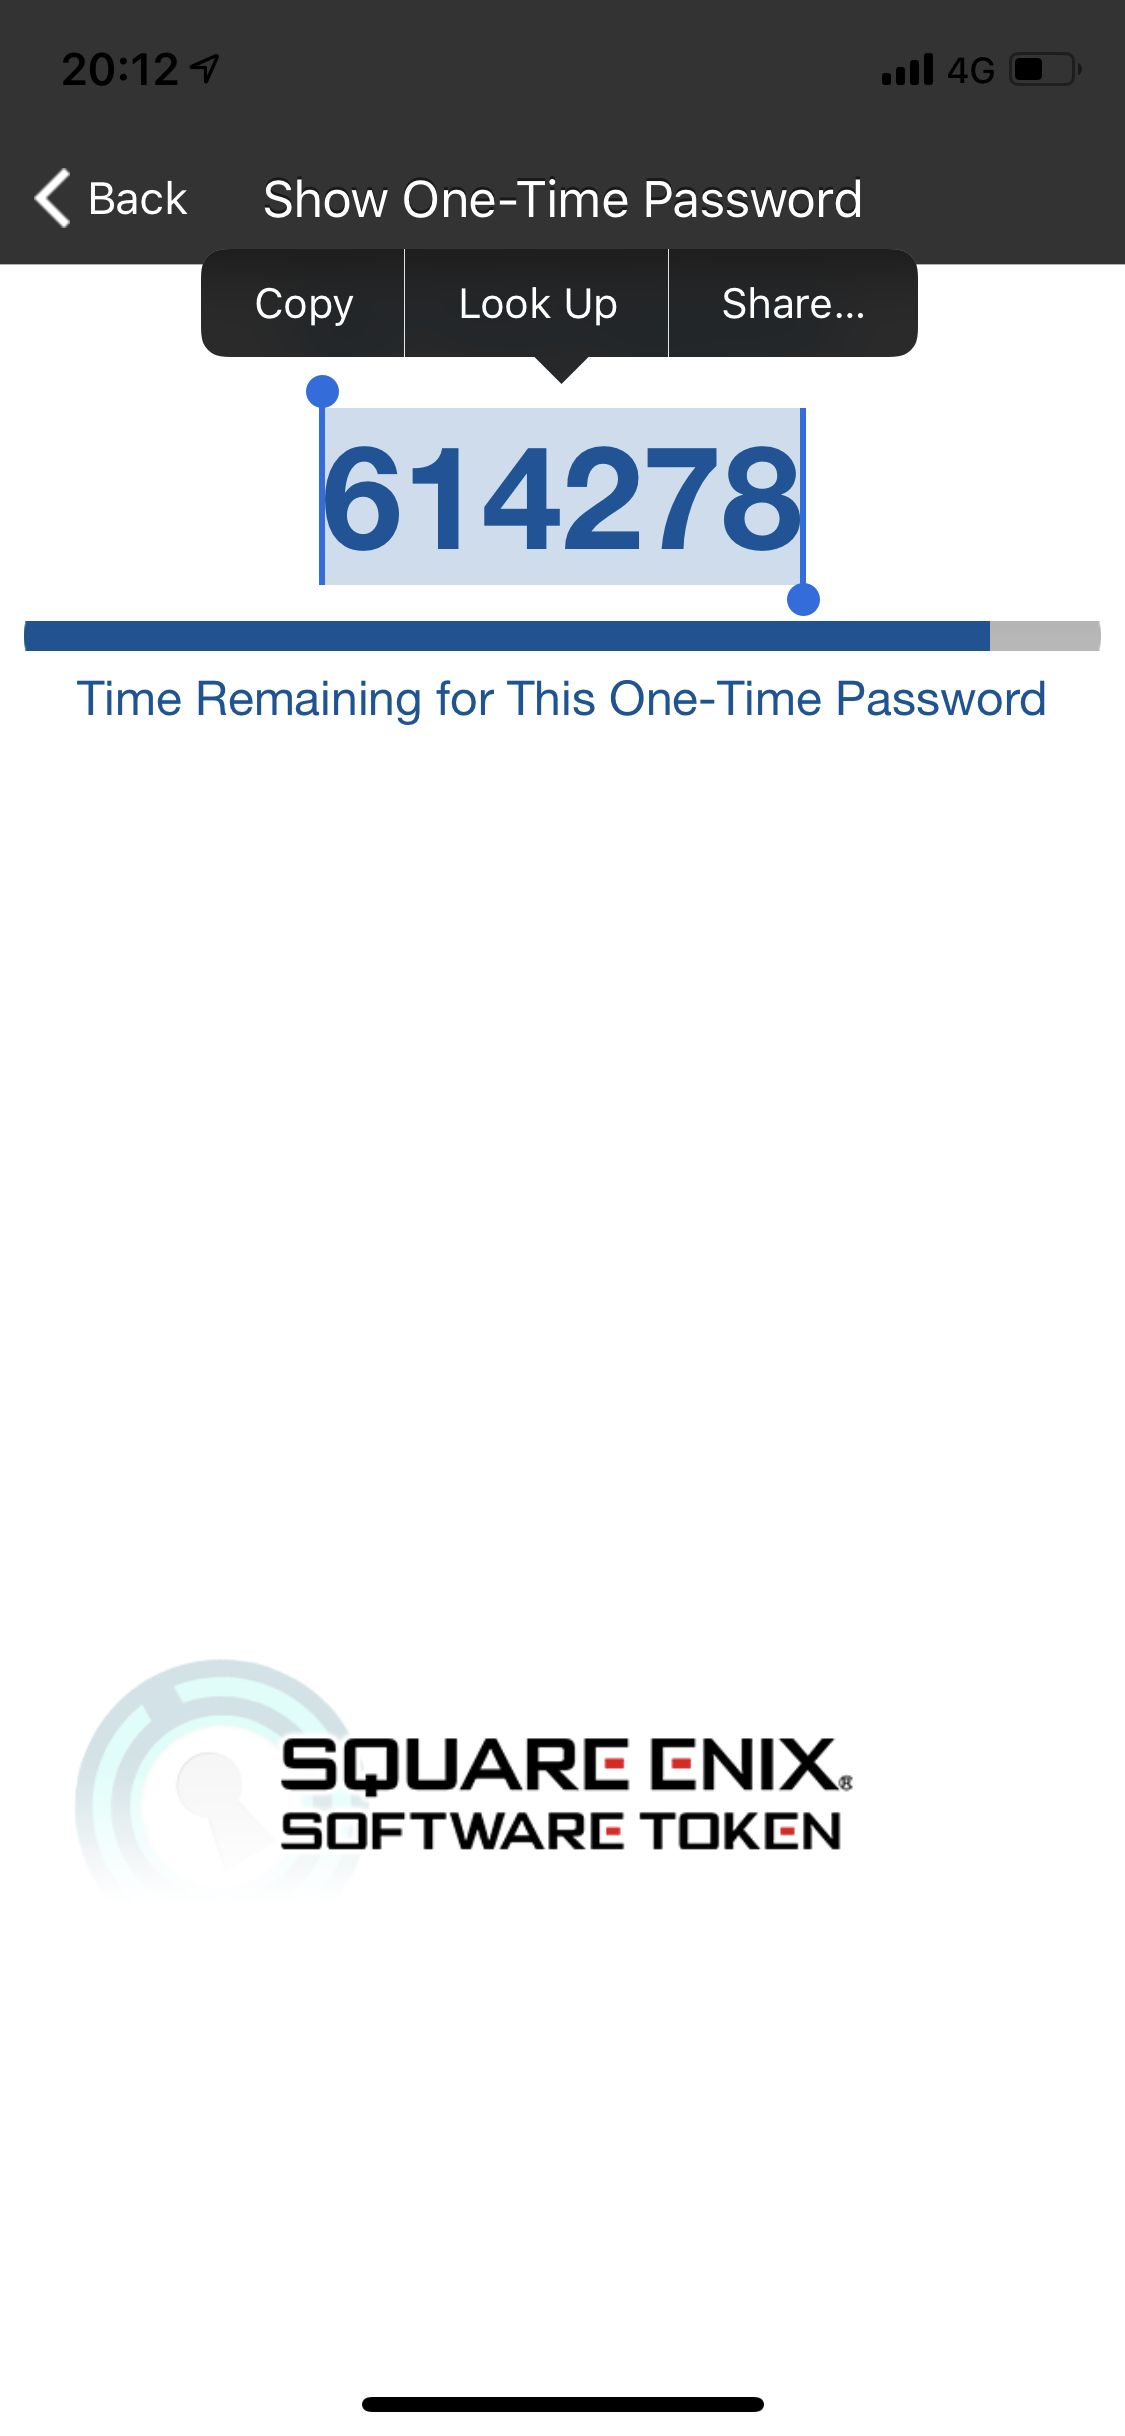 20:12 4G
Back Show One-Time Password
Copy Look Up Share...
614278
Time Remaining for This One-Time Password
SQUARE ENIX®
SOFTWARE TOKEN